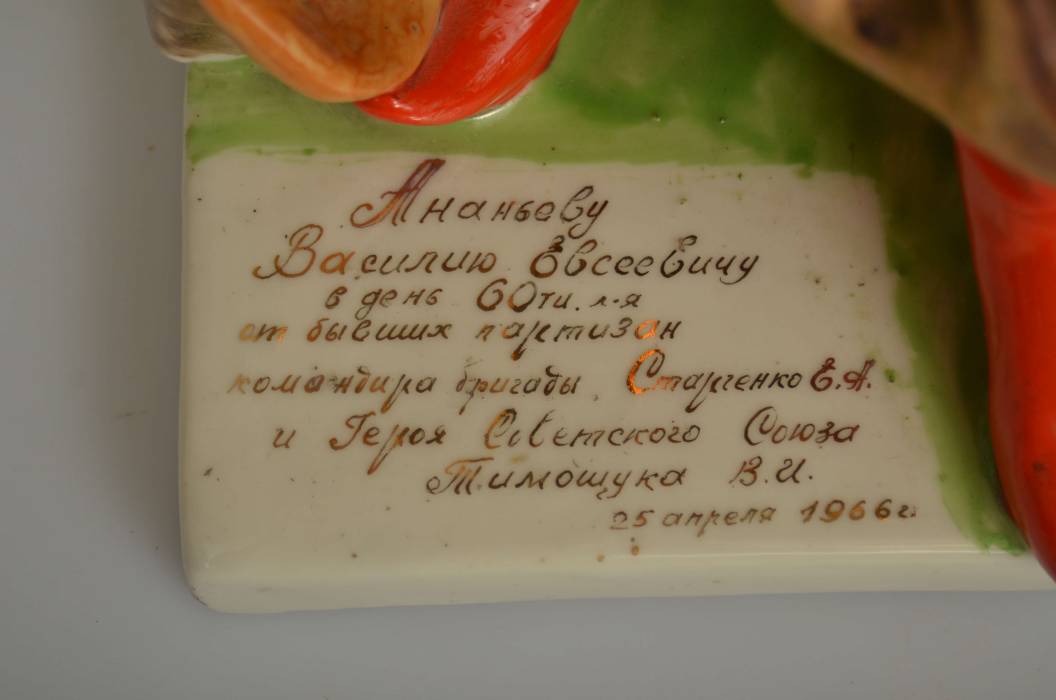 Ананьеву
Василию Евсеевичу
в день 60ти. л-я
от бывших партизан
командира бригады, Старченко Е.А.
и Героя Советского Союза
Тимощука В.И.
25 апреля 1966г.